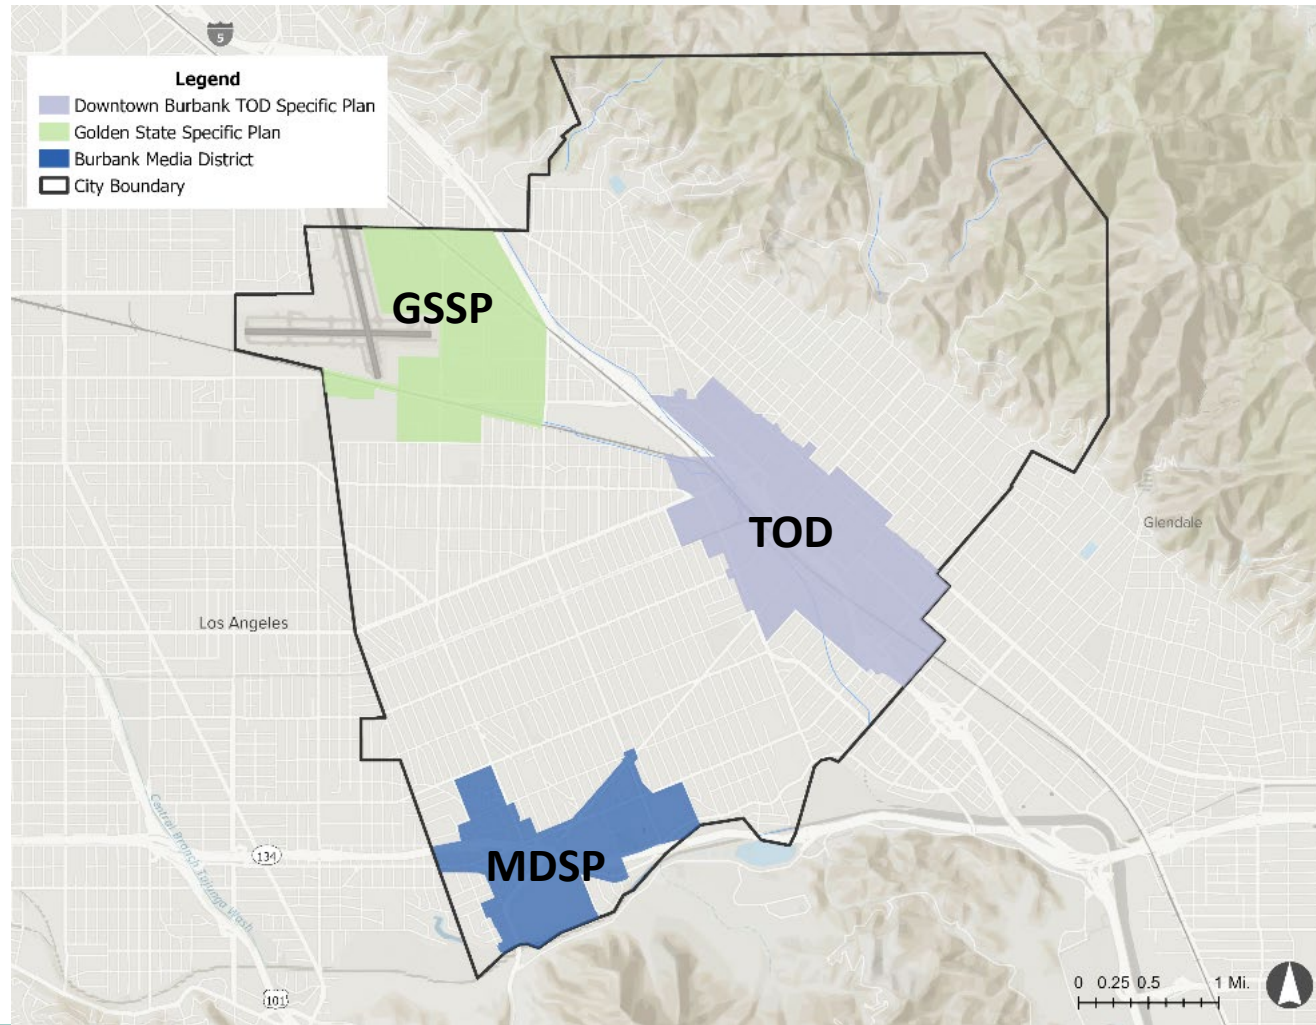 5
Legend
Downtown Burbank TOD Specific Plan
Golden State Specific Plan
Burbank Media District
City Boundary
GSSP
TOD
Glendale
Los Angeles
Central Branch Tujunga Wash
134
MDSP
101
0 0.25 0.5 1 Mi.